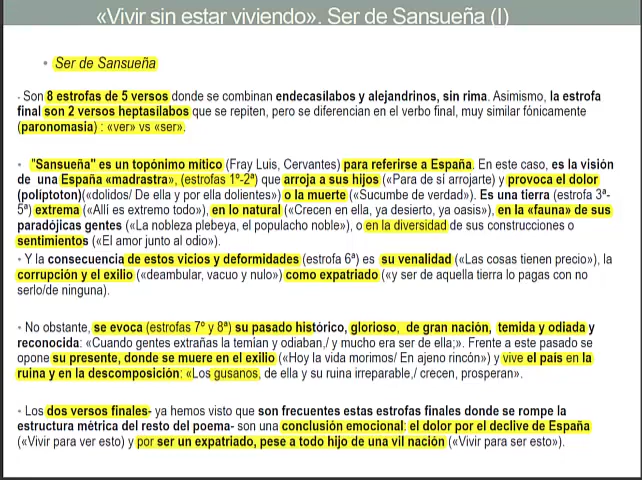 «Vivir sin estar viviendo». Ser de Sansueña (I)
• Ser de Sansueña
- Son 8 estrofas de 5 versos donde se combinan endecasílabos y alejandrinos, sin rima. Asimismo, la estrofa
final son 2 versos heptasílabos que se repiten, pero se diferencian en el verbo final, muy similar fónicamente
(paronomasia) : «ver» vs «ser».
• "Sansueña" es un topónimo mítico (Fray Luis, Cervantes) para referirse a España. En este caso, es la visión
de una España «madrastra», (estrofas 1º-2ª) que arroja a sus hijos («Para de sí arrojarte) y provoca el dolor
(políptoton)(«dolidos/ De ella y por ella dolientes») o la muerte («Sucumbe de verdad»). Es una tierra (estrofa 3ª-
5ª) extrema («Allí es extremo todo»), en lo natural («Crecen en ella, ya desierto, ya oasis»), en la «fauna» de sus
paradójicas gentes («La nobleza plebeya, el populacho noble»), o en la diversidad de sus construcciones o
sentimientos («El amor junto al odio»).
• Y la consecuencia de estos vicios y deformidades (estrofa 6ª) es su venalidad («Las cosas tienen precio»), la
corrupción y el exilio («deambular, vacuo y nulo») como expatriado («y ser de aquella tierra lo pagas con no
serlo/de ninguna).
• No obstante, se evoca (estrofas 7º y 8ª) su pasado histórico, glorioso, de gran nación, temida y odiada y
reconocida: «Cuando gentes extrañas la temían y odiaban,/ y mucho era ser de ella;». Frente a este pasado se
opone su presente, donde se muere en el exilio («Hoy la vida morimos/ En ajeno rincón») y vive el país en la
ruina y en la descomposición: «Los gusanos, de ella y su ruina irreparable,/ crecen, prosperan».
• Los dos versos finales- ya hemos visto que son frecuentes estas estrofas finales donde se rompe la
estructura métrica del resto del poema- son una conclusión emocional: el dolor por el declive de España
(«Vivir para ver esto) y por ser un expatriado, pese a todo hijo de una vil nación («Vivir para ser esto»).